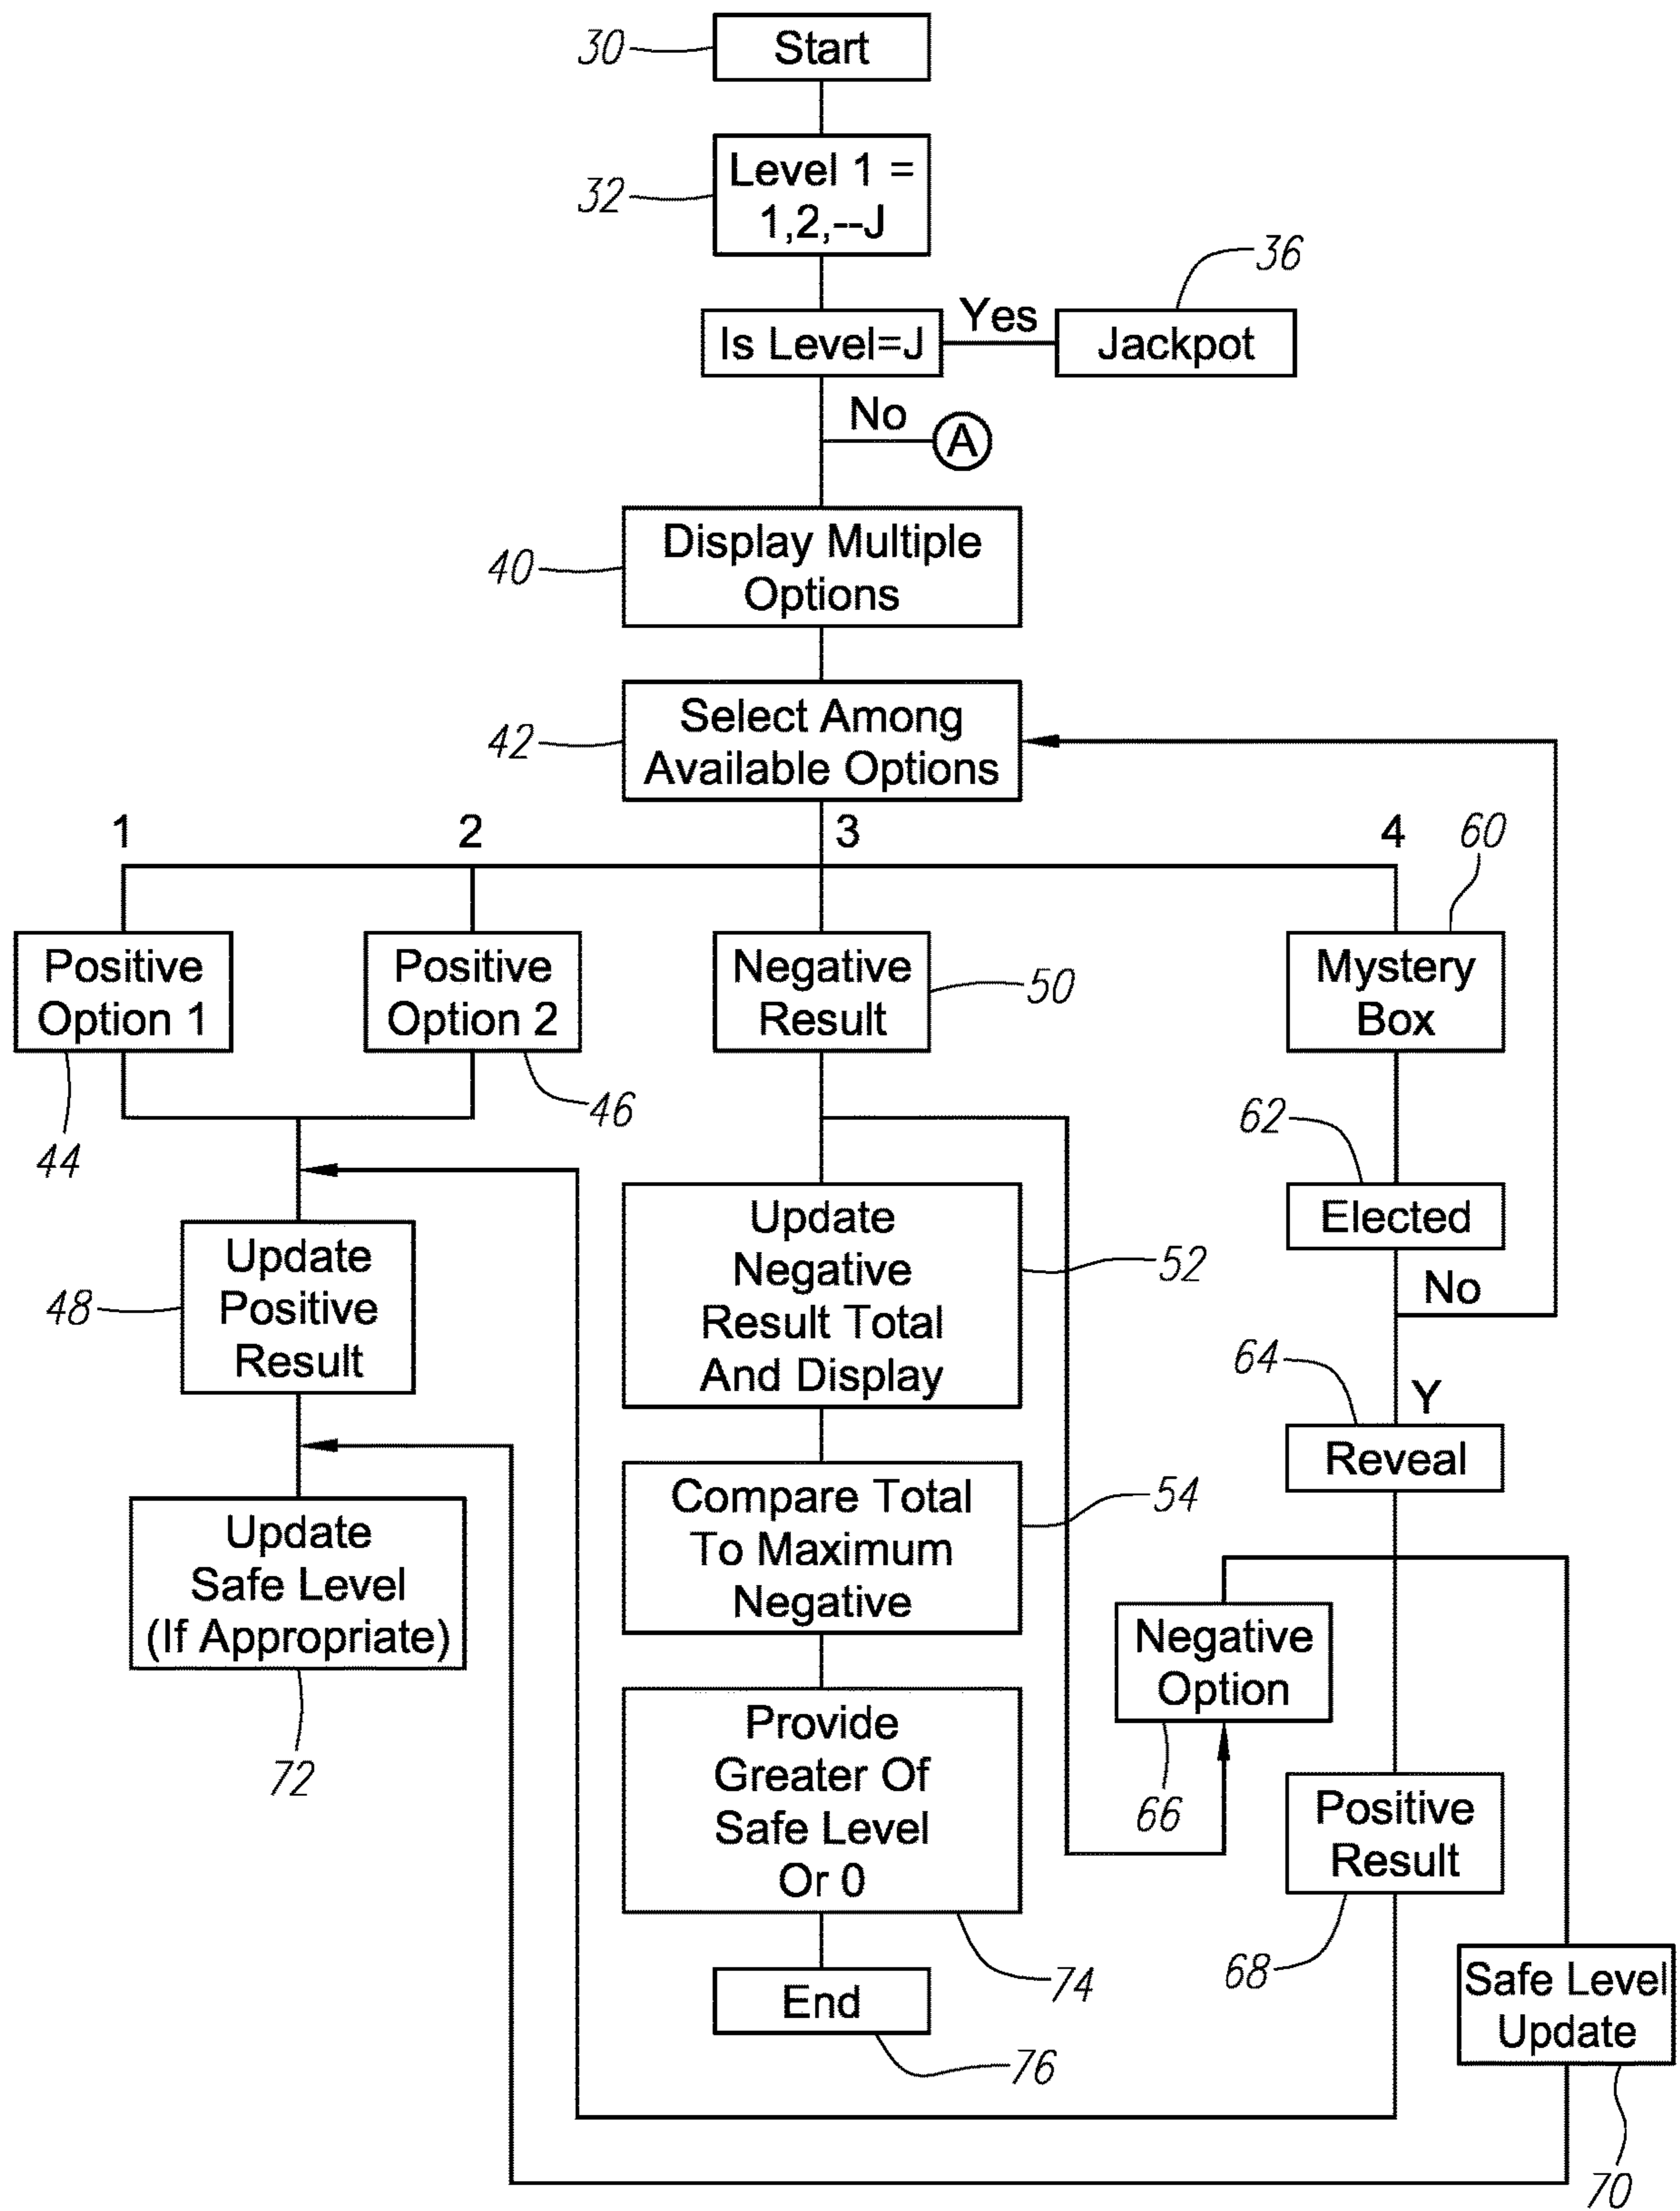 30
Start
32
Level 1 =
1,2,--J
36
Is Level=J
Yes
Jackpot
No
A
40
Display Multiple
Options
42
Select Among
Available Options
1
2
3
4
60
Positive
Option 1
Positive
Option 2
Negative
Result
50
Mystery
Box
44
46
62
Elected
No
48
Update
Positive
Result
Update
Negative
Result Total
And Display
52
64
Y
Reveal
Update
Safe Level
(If Appropriate)
72
Compare Total
To Maximum
Negative
54
Negative
Option
66
Provide
Greater Of
Safe Level
Or 0
74
Positive
Result
68
End
76
Safe Level
Update
70